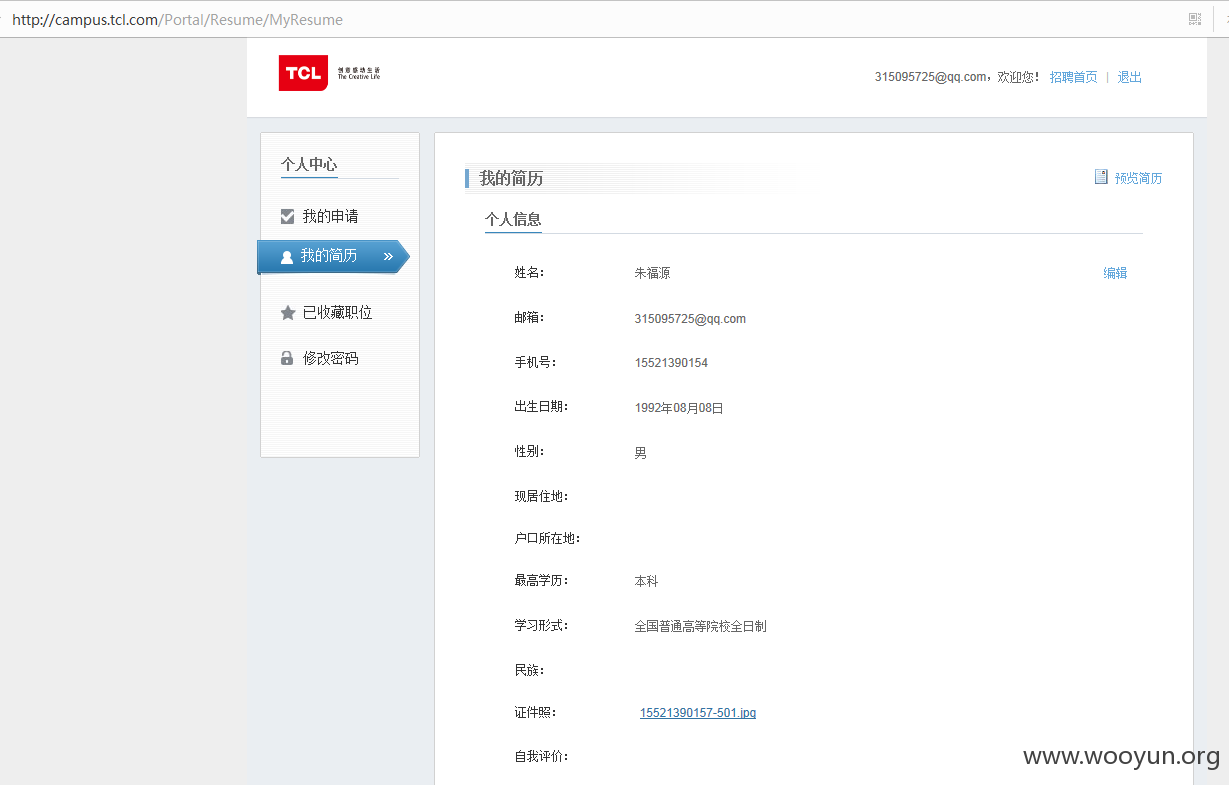 http://campus.tcl.com/Portal/Resume/MyResume
TCL 创意感动生活
The Creative Life
315095725@qq.com，欢迎您！ 招聘首页 | 退出
个人中心
我的申请
我的简历 »
已收藏职位
修改密码
我的简历
预览简历
个人信息
姓名： 朱福源 编辑
邮箱： 315095725@qq.com
手机号： 15521390154
出生日期： 1992年08月08日
性别： 男
现居住地：
户口所在地：
最高学历： 本科
学习形式： 全国普通高等院校全日制
民族：
证件照： 15521390157-501.jpg
自我评价：
www.wooyun.org